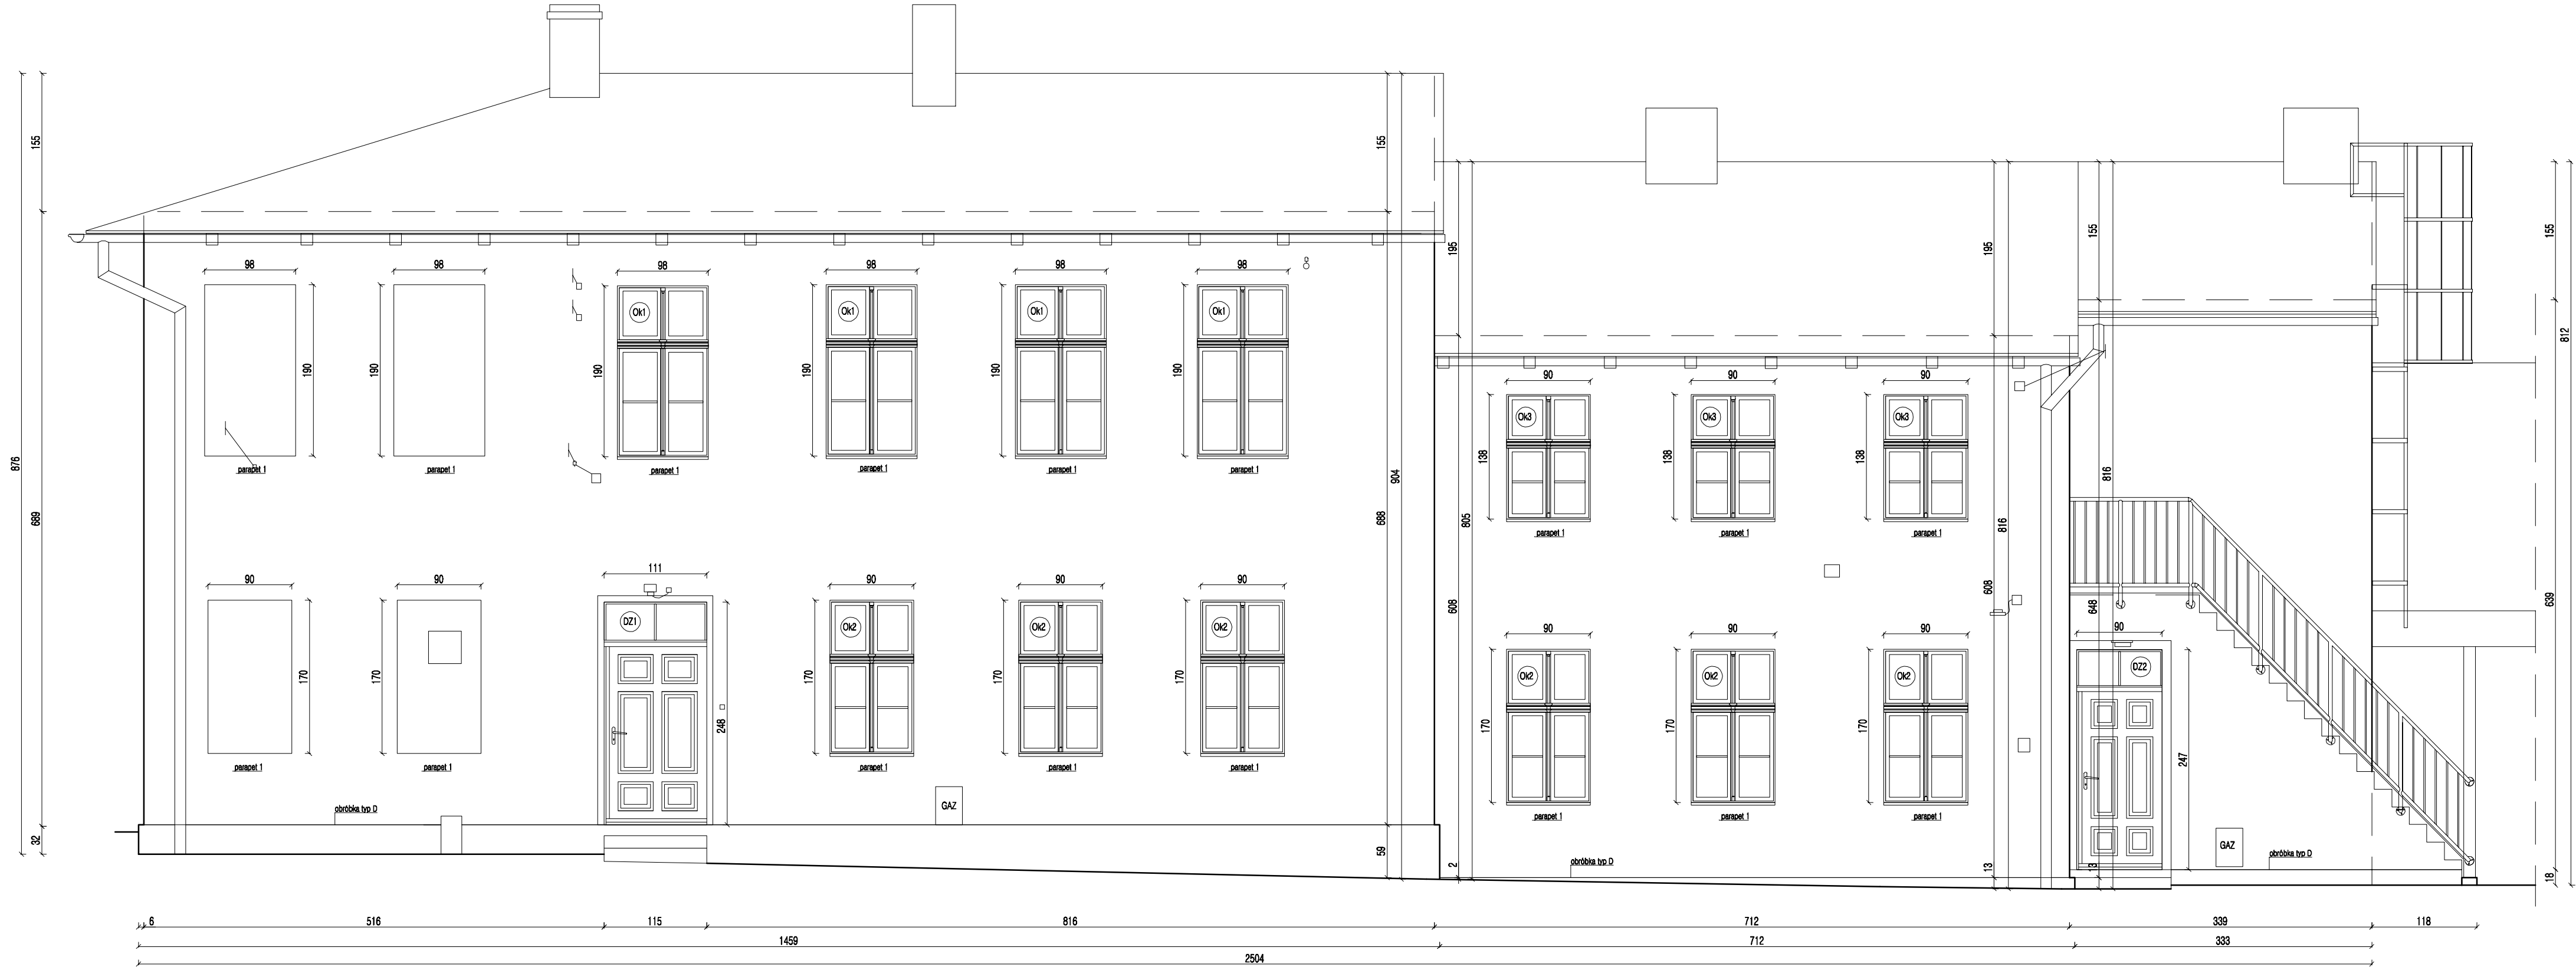 155
689
32
876
98
98
98
98
98
98
Ok1
Ok1
Ok1
Ok1
190
190
190
190
190
190
parapet 1
parapet 1
parapet 1
parapet 1
parapet 1
parapet 1
90
90
111
90
90
90
DZ1
Ok2
Ok2
Ok2
170
170
248
170
170
170
parapet 1
parapet 1
parapet 1
parapet 1
parapet 1
obróbka typ D
GAZ
155
688
59
904
195
608
2
805
90
90
90
Ok3
Ok3
Ok3
138
138
138
parapet 1
parapet 1
parapet 1
90
90
90
Ok2
Ok2
Ok2
170
170
170
parapet 1
parapet 1
parapet 1
obróbka typ D
195
608
13
816
155
648
13
816
90
DZ2
247
GAZ
obróbka typ D
155
639
18
812
6 516 115 816 712 339 118
1459 712 333
2504